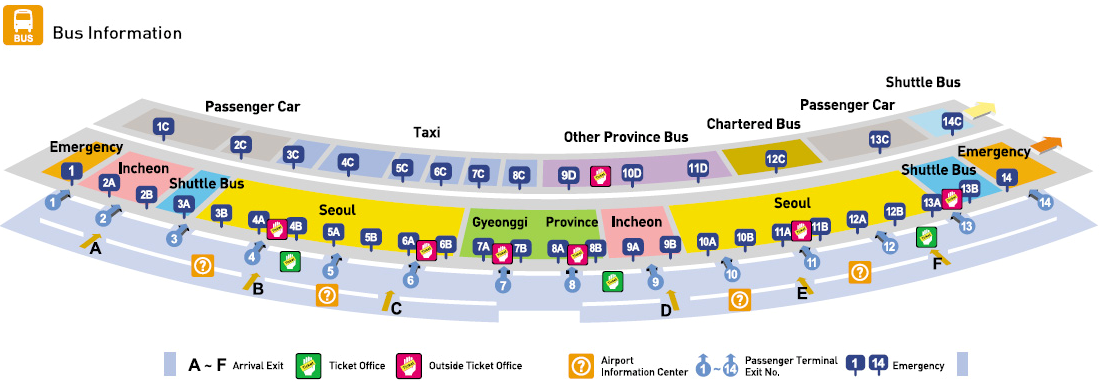 BUS
Bus Information
Shuttle Bus
Passenger Car
Passenger Car
Taxi
Other Province Bus
Chartered Bus
1C
2C
3C
4C
5C
6C
7C
8C
9D
10D
11D
12C
13C
14C
Emergency
Incheon
Shuttle Bus
Seoul
Gyeonggi
Province
Incheon
Seoul
Shuttle Bus
Emergency
1
2A
2B
3A
3B
4A
4B
5A
5B
6A
6B
7A
7B
8A
8B
9A
9B
10A
10B
11A
11B
12A
12B
13A
13B
14
1
2
3
4
5
6
7
8
9
10
11
12
13
14
A
B
C
D
E
F
A ~ F Arrival Exit
Ticket Office
Outside Ticket Office
? Airport
Information Center
1 ~ 14 Passenger Terminal
Exit No.
1 14 Emergency